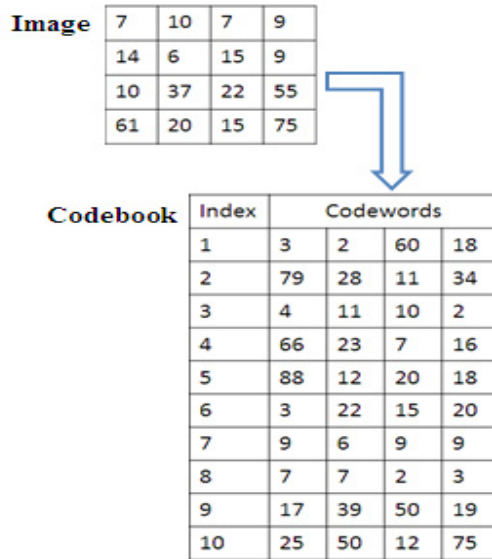 Image 7 10 7 9
14 6 15 9
10 37 22 55
61 20 15 75
Codebook Index Codewords
1 3 2 60 18
2 79 28 11 34
3 4 11 10 2
4 66 23 7 16
5 88 12 20 18
6 3 22 15 20
7 9 6 9 9
8 7 7 2 3
9 17 39 50 19
10 25 50 12 75